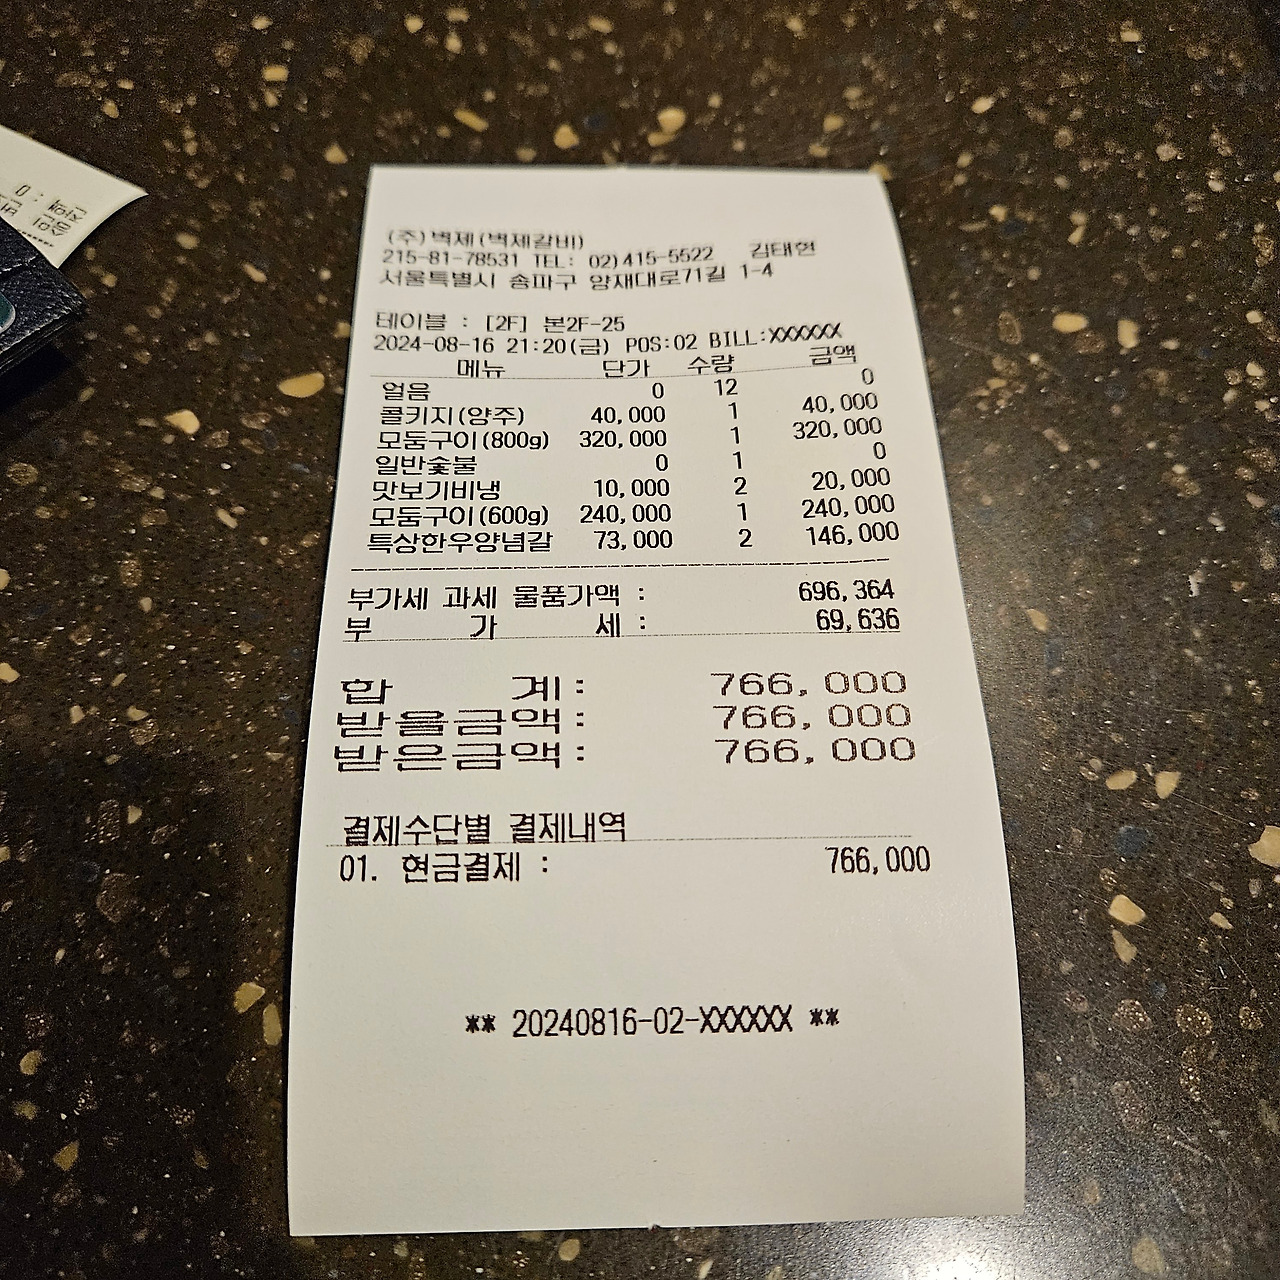 (주)벽제(벽제갈비)
215-81-78531 TEL: 02)415-5522 김태현
서울특별시 송파구 양재대로71길 1-4
테이블 : [2F] 본2F-25
2024-08-16 21:20(금) POS:02 BILL:XXXXXX
메뉴 단가 수량 금액
얼음 0 12 0
콜키지(양주) 40,000 1 40,000
모둠구이(800g) 320,000 1 320,000
일반숯불 0 1 0
맛보기비냉 10,000 2 20,000
모둠구이(600g) 240,000 1 240,000
특상한우양념갈 73,000 2 146,000
부가세 과세 물품가액 : 696,364
부 가 세 : 69,636
합 계: 766,000
받을금액: 766,000
받은금액: 766,000
결제수단별 결제내역
01. 현금결제 : 766,000
** 20240816-02-XXXXXX **